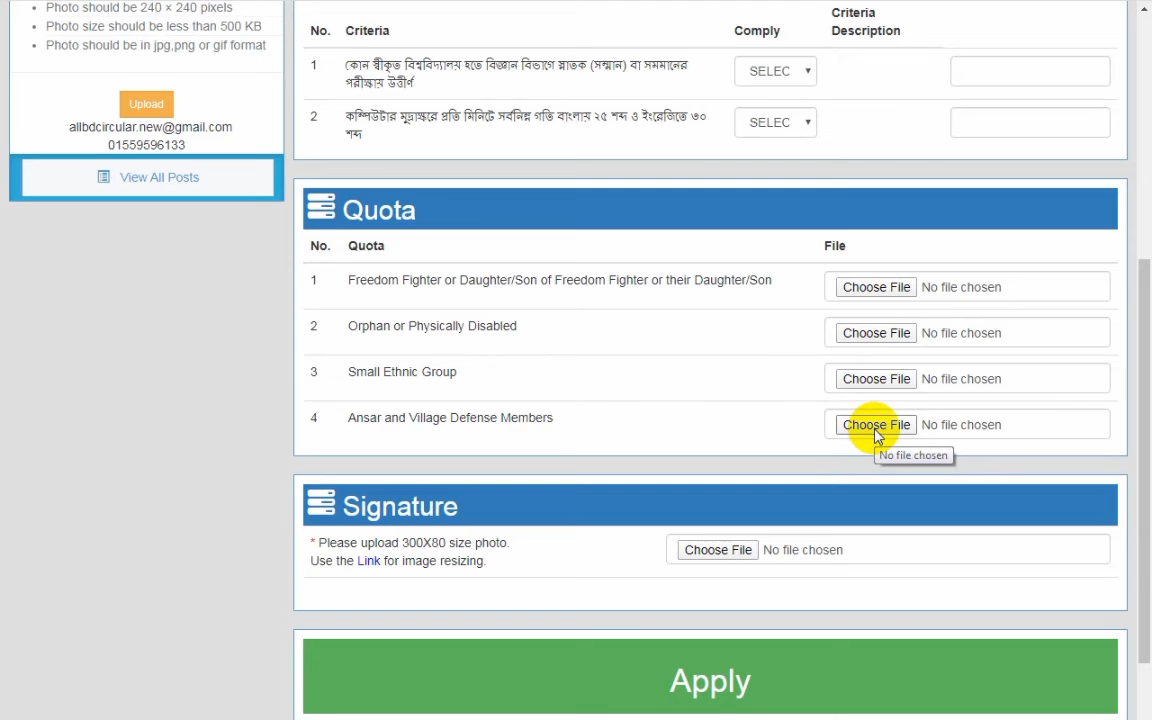 Photo should be 240 × 240 pixels
Photo size should be less than 500 KB
Photo should be in jpg,png or gif format
Upload
allbdcircular.new@gmail.com
01559596133
View All Posts
No. Criteria Comply Criteria
Description
1 কোন স্বীকৃত বিশ্ববিদ্যালয় হতে বিজ্ঞান বিভাগে স্নাতক (সন্মান) বা সমমানের SELEC
পরীক্ষায় উত্তীর্ণ
2 কম্পিউটার মুদ্রাক্ষরে প্রতি মিনিটে সর্বনিম্ন গতি বাংলায় ২৫ শব্দ ও ইংরেজিতে ৩০ SELEC
শব্দ
Quota
No. Quota File
1 Freedom Fighter or Daughter/Son of Freedom Fighter or their Daughter/Son Choose File No file chosen
2 Orphan or Physically Disabled Choose File No file chosen
3 Small Ethnic Group Choose File No file chosen
4 Ansar and Village Defense Members Choose File No file chosen
No file chosen
Signature
* Please upload 300X80 size photo. Choose File No file chosen
Use the Link for image resizing.
Apply